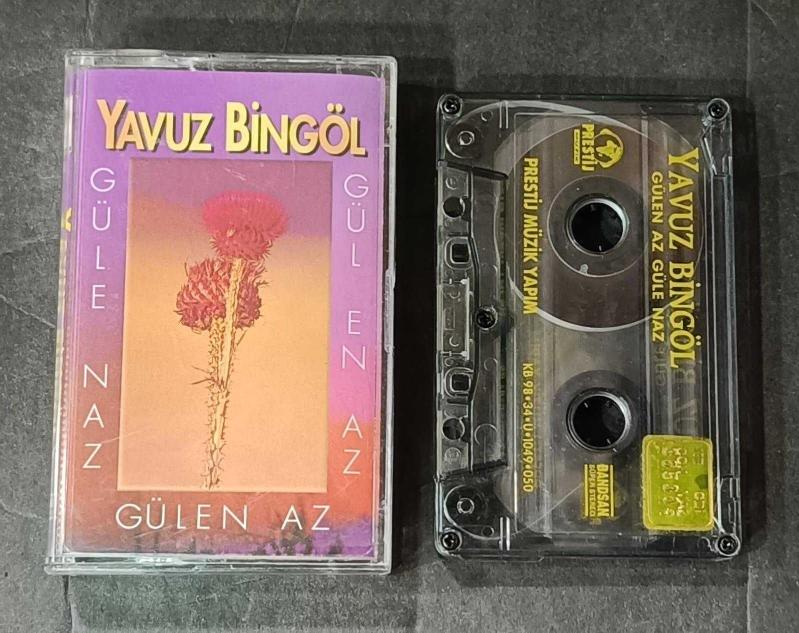 YAVUZ BİNGÖL
GÜLE NAZ
GÜL EN AZ
GÜLEN AZ
YAVUZ BİNGÖL
GÜLEN AZ GÜLE NAZ
PRESTİJ
PRESTİJ MÜZİK YAPIM
KB•98•34•Ü•1049•050